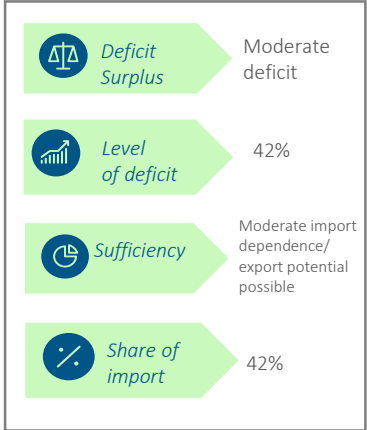 Deficit
Surplus
Moderate
deficit
Level
of deficit
42%
Sufficiency
Moderate import
dependence/
export potential
possible
Share of
import
42%